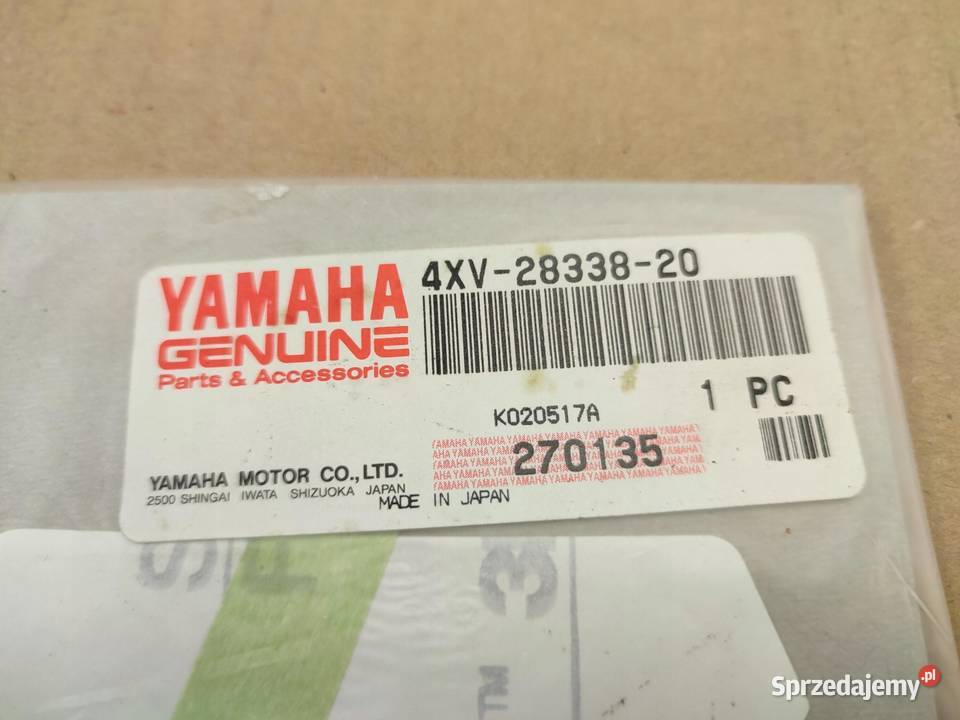 YAMAHA
GENUINE
Parts & Accessories
4XV-28338-20
1 PC
K020517A
270135
YAMAHA MOTOR CO.,LTD.
2500 SHINGAI IWATA SHIZUOKA JAPAN
MADE IN JAPAN
TM
Sprzedajemy.pl